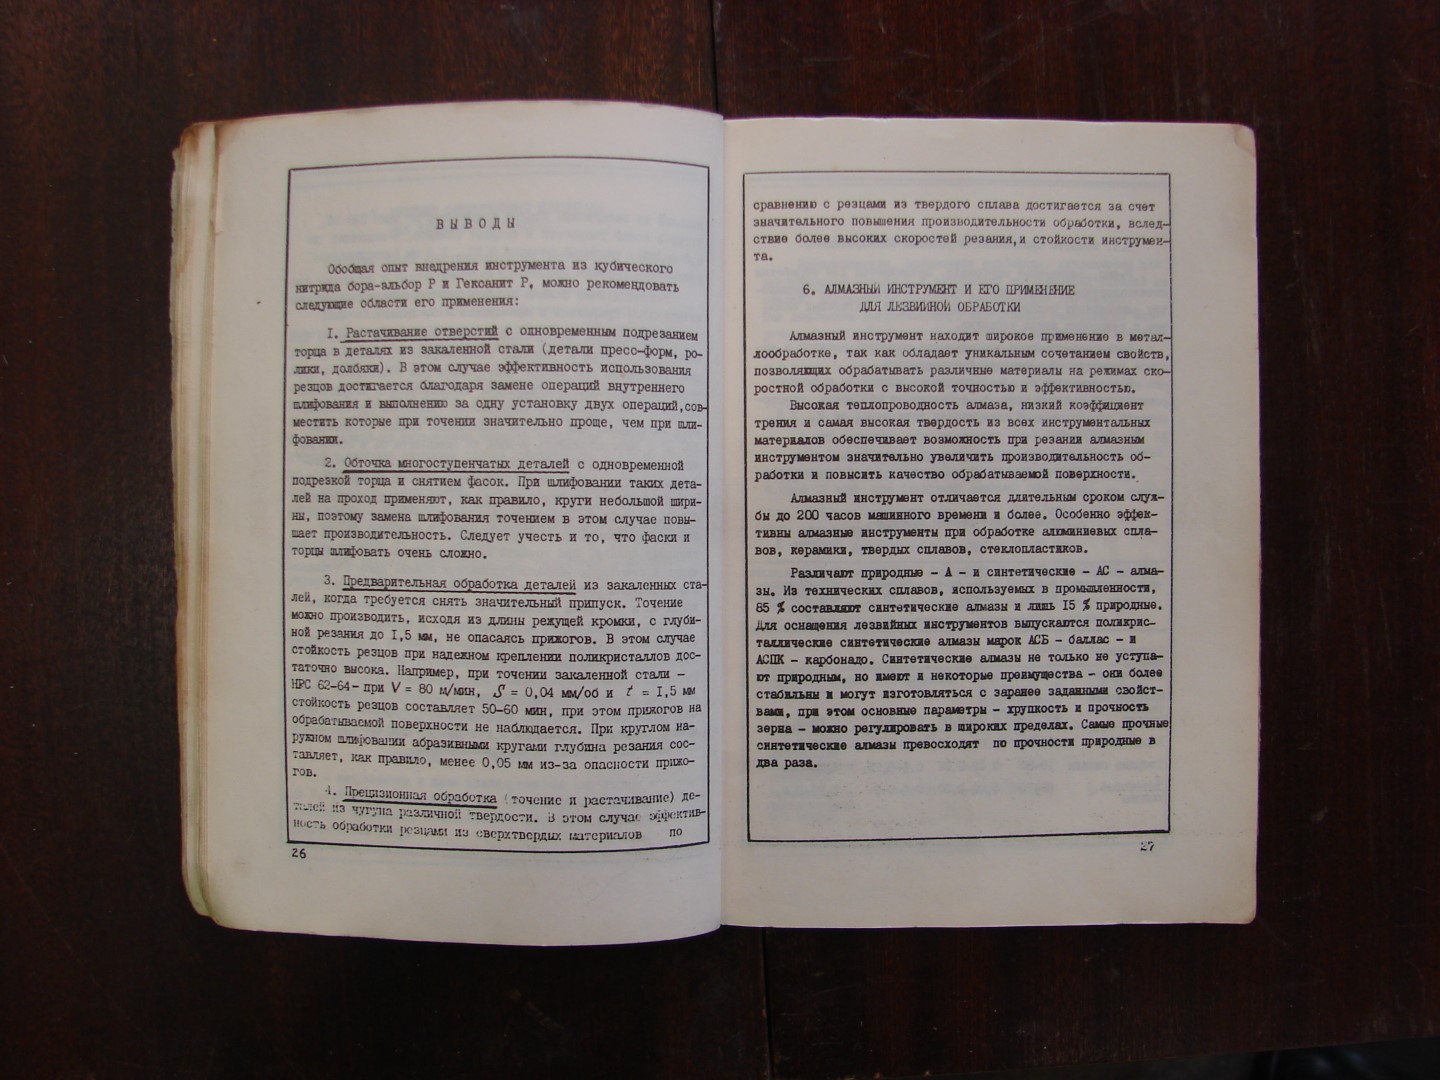 ВЫВОДЫ
Обобщая опыт внедрения инструмента из кубического
нитрида бора-эльбор Р и Гексанит Р, можно рекомендовать
следующие области его применения:
1. Растачивание отверстий с одновременным подрезанием
торца в деталях из закаленной стали (детали пресс-форм, ро-
лики, долбяки). В этом случае эффективность использования
резцов достигается благодаря замене операций внутреннего
шлифования и выполнению за одну установку двух операций, сов-
местить которые при точении значительно проще, чем при шли-
фовании.
2. Обточка многоступенчатых деталей с одновременной
подрезкой торца и снятием фасок. При шлифовании таких дета-
лей на проход применяют, как правило, круги небольшой шири-
ны, поэтому замена шлифования точением в этом случае повы-
шает производительность. Следует учесть и то, что фаски и
торцы шлифовать очень сложно.
3. Предварительная обработка деталей из закаленных ста-
лей, когда требуется снять значительный припуск. Точение
можно производить, исходя из длины режущей кромки, с глуби-
ной резания до 1,5 мм, не опасаясь прижогов. В этом случае
стойкость резцов при надежном креплении поликристаллов дос-
таточно высока. Например, при точении закаленной стали -
HRC 62-64- при V = 80 м/мин, S = 0,04 мм/об и t = 1,5 мм
стойкость резцов составляет 50-60 мин, при этом прижогов на
обрабатываемой поверхности не наблюдается. При круглом на-
ружном шлифовании абразивными кругами глубина резания сос-
тавляет, как правило, менее 0,05 мм из-за опасности прижо-
гов.
4. Прецизионная обработка (точение и растачивание) де-
талей из чугуна различной твердости. В этом случае эффектив-
ность обработки резцами из сверхтвердых материалов по
26
сравнению с резцами из твердого сплава достигается за счет
значительного повышения производительности обработки, вслед-
ствие более высоких скоростей резания, и стойкости инструмен-
та.
6. АЛМАЗНЫЙ ИНСТРУМЕНТ И ЕГО ПРИМЕНЕНИЕ
ДЛЯ ЛЕЗВИЙНОЙ ОБРАБОТКИ
Алмазный инструмент находит широкое применение в метал-
лообработке, так как обладает уникальным сочетанием свойств,
позволяющих обрабатывать различные материалы на режимах ско-
ростной обработки с высокой точностью и эффективностью.
Высокая теплопроводность алмаза, низкий коэффициент
трения и самая высокая твердость из всех инструментальных
материалов обеспечивает возможность при резании алмазным
инструментом значительно увеличить производительность об-
работки и повысить качество обрабатываемой поверхности.
Алмазный инструмент отличается длительным сроком служ-
бы до 200 часов машинного времени и более. Особенно эффек-
тивны алмазные инструменты при обработке алюминиевых спла-
вов, керамики, твердых сплавов, стеклопластиков.
Различают природные - А - и синтетические - АС - алма-
зы. Из технических сплавов, используемых в промышленности,
85 % составляют синтетические алмазы и лишь 15 % природные.
Для оснащения лезвийных инструментов выпускаются поликрис-
таллические синтетические алмазы марок АСБ - баллас - и
АСПК - карбонадо. Синтетические алмазы не только не уступа-
ют природным, но имеют и некоторые преимущества - они более
стабильны и могут изготовляться с заранее заданными свойст-
вами, при этом основные параметры - хрупкость и прочность
зерна - можно регулировать в широких пределах. Самые прочные
синтетические алмазы превосходят по прочности природные в
два раза.
27